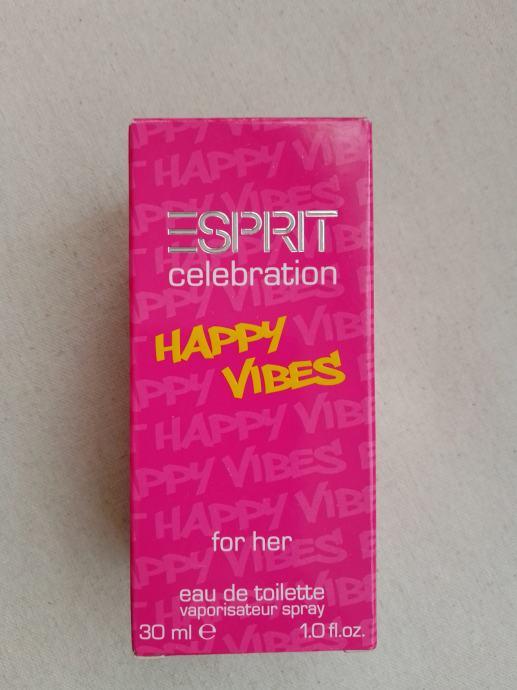 ESPRIT
celebration
HAPPY
VIBES
for her
eau de toilette
vaporisateur spray
30 ml ℮ 1.0 fl.oz.